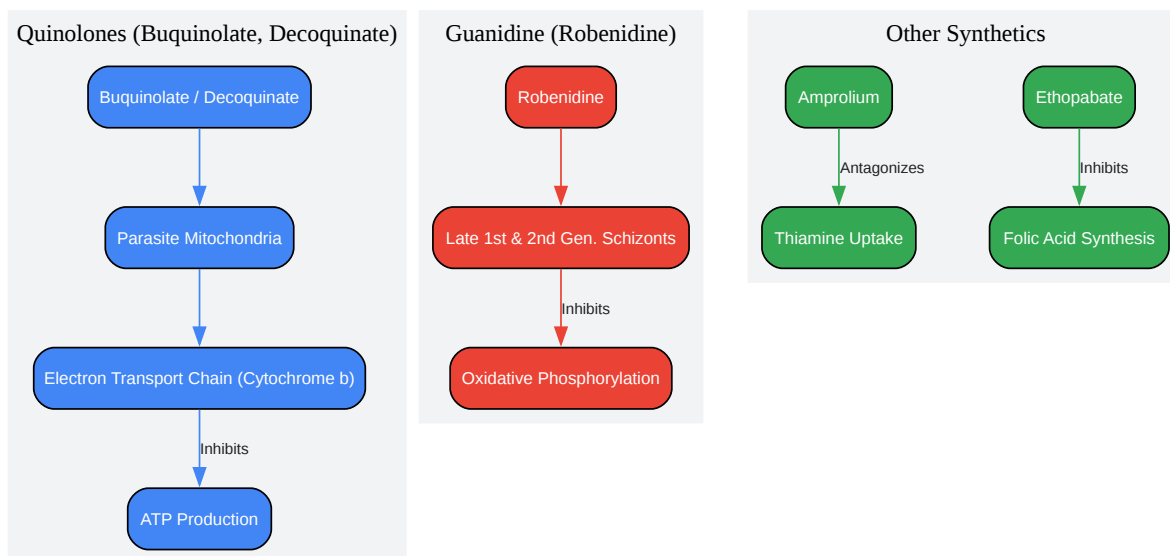 Quinolones (Buquinolate, Decoquinate)
Buquinolate / Decoquinate
Parasite Mitochondria
Electron Transport Chain (Cytochrome b)
Inhibits
ATP Production
Guanidine (Robenidine)
Robenidine
Late 1st & 2nd Gen. Schizonts
Inhibits
Oxidative Phosphorylation
Other Synthetics
Amprolium
Antagonizes
Thiamine Uptake
Ethopabate
Inhibits
Folic Acid Synthesis